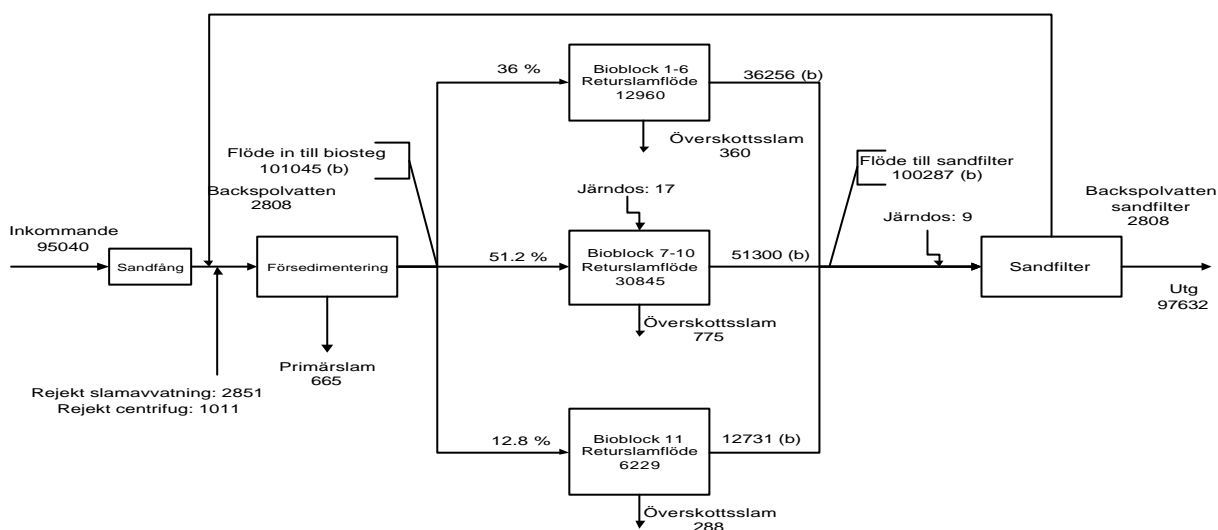 36 %
Bioblock 1-6
Returslamflöde
12960
36256 (b)
Överskottsslam
360
Flöde in till biosteg
101045 (b)
Backspolvatten
2808
Järndos: 17
Flöde till sandfilter
100287 (b)
Backspolvatten
sandfilter
2808
Järndos: 9
Inkommande
95040
Sandfång
Försedimentering
51.2 %
Bioblock 7-10
Returslamflöde
30845
51300 (b)
Sandfilter
Utg
97632
Överskottsslam
775
Primärslam
665
Rejekt slamavvatning: 2851
Rejekt centrifug: 1011
12.8 %
Bioblock 11
Returslamflöde
6229
12731 (b)
Överskottsslam
288